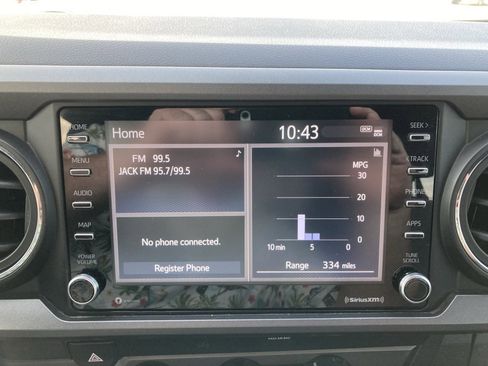 HOME
MENU
AUDIO
MAP
POWER
VOLUME
Home
10:43
DCM
FM 99.5
JACK FM 95.7/99.5
No phone connected.
Register Phone
MPG
30
20
10
0
10 min 5 0
Range 334 miles
SEEK >
<TRACK
PHONE
APPS
TUNE
SCROLL
((SiriusXM))